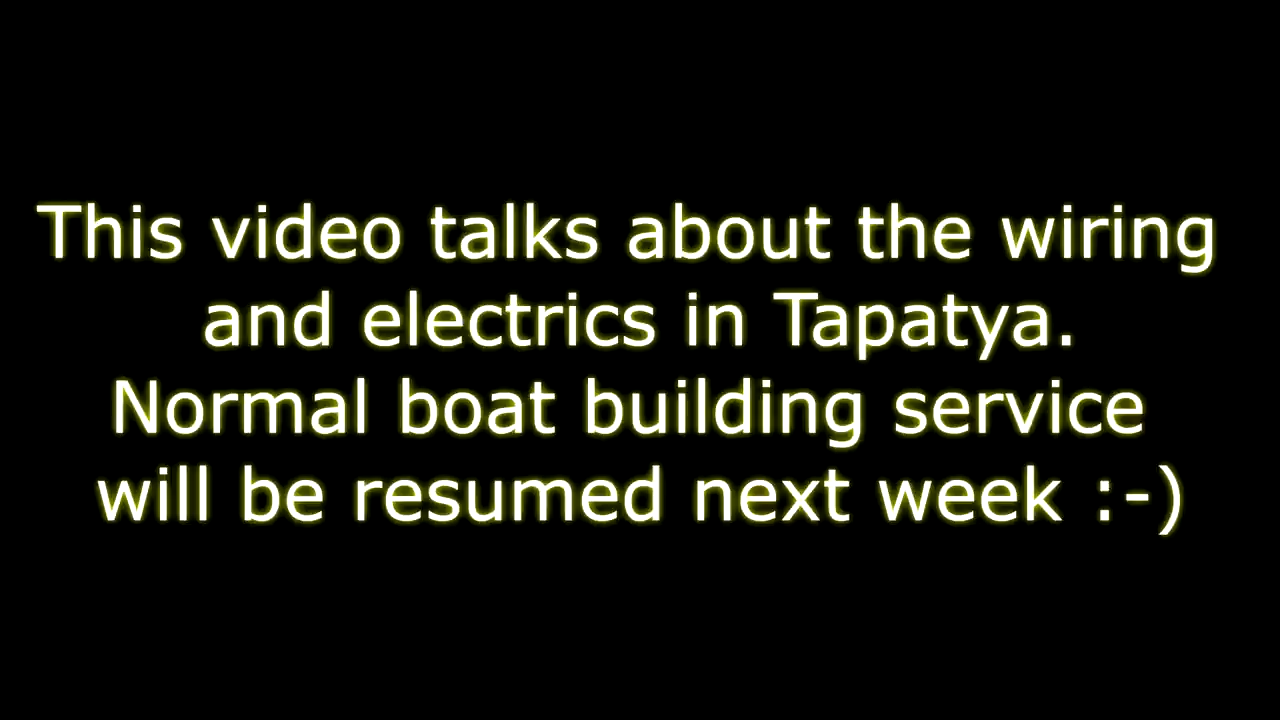 This video talks about the wiring
and electrics in Tapatya.
Normal boat building service
will be resumed next week :-)